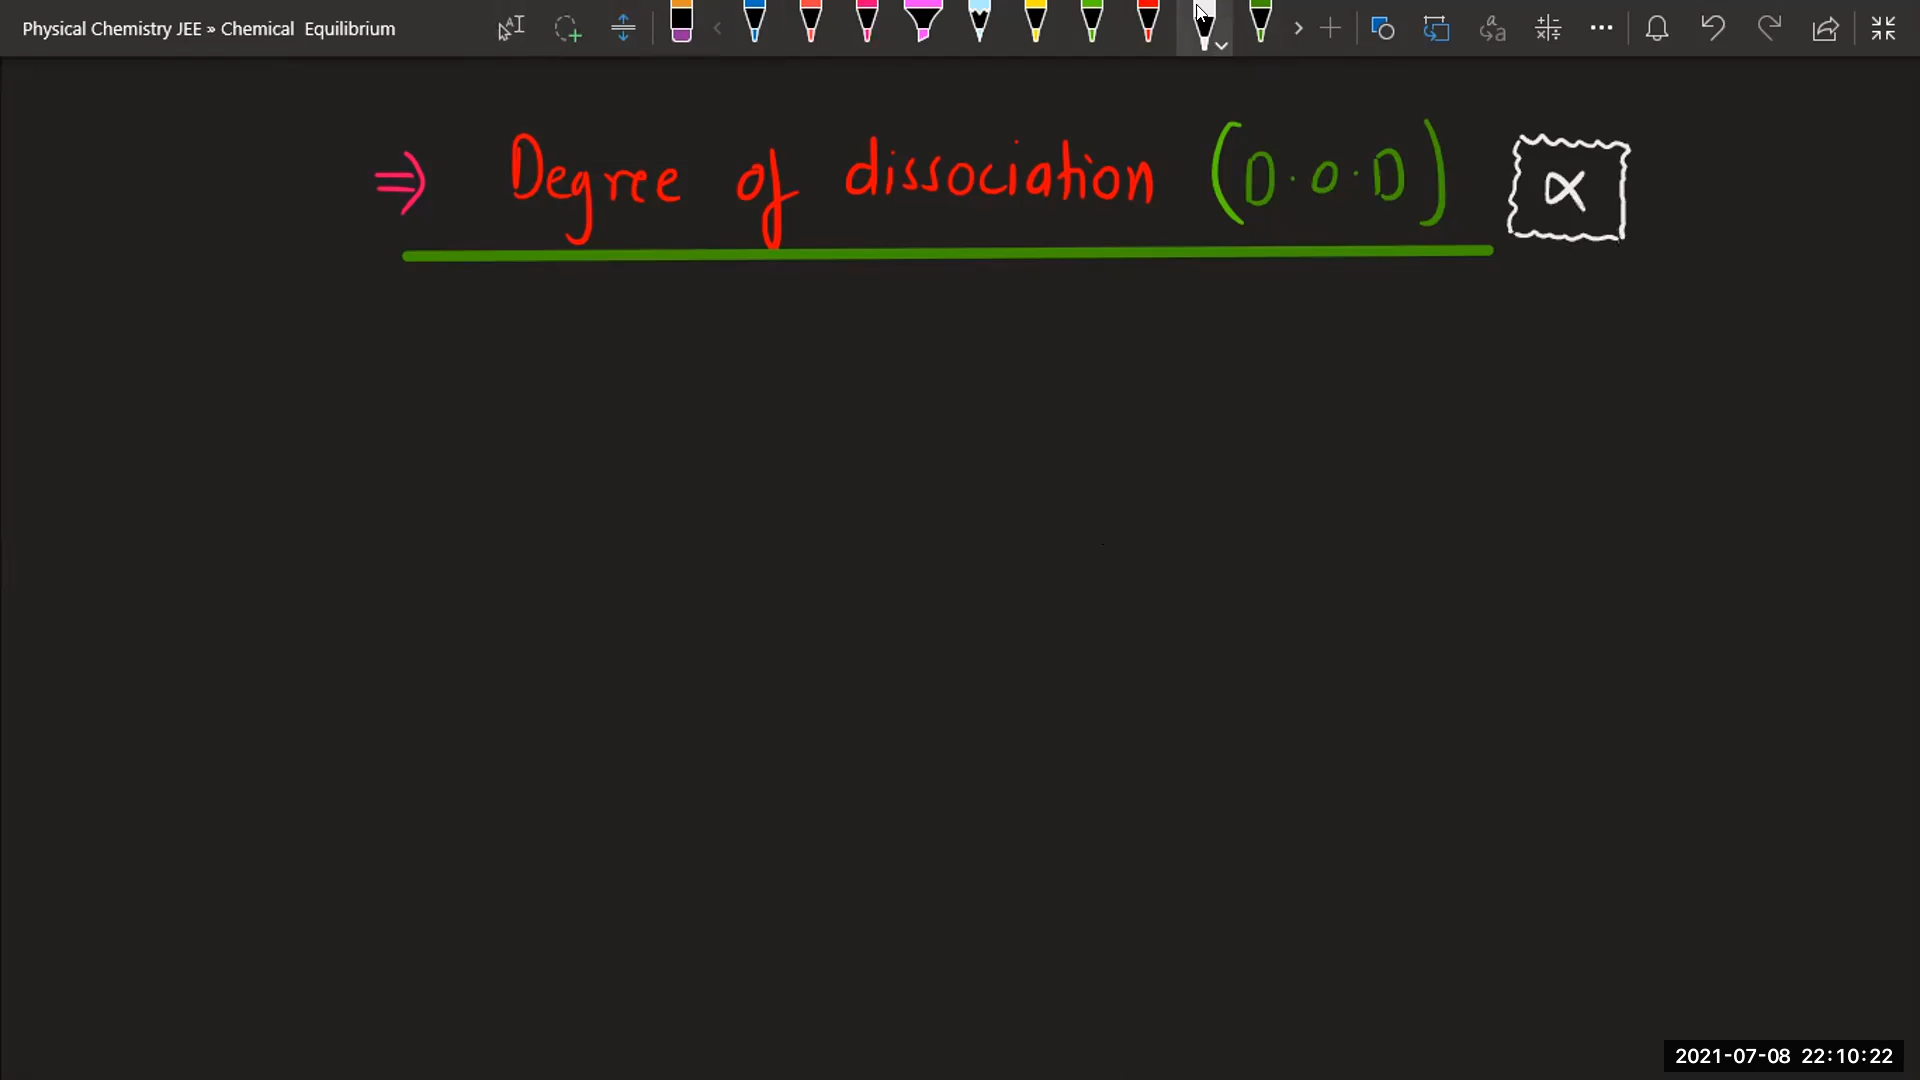 Physical Chemistry JEE » Chemical Equilibrium
⇒ Degree of dissociation (D.O.D) α
2021-07-08 22:10:22